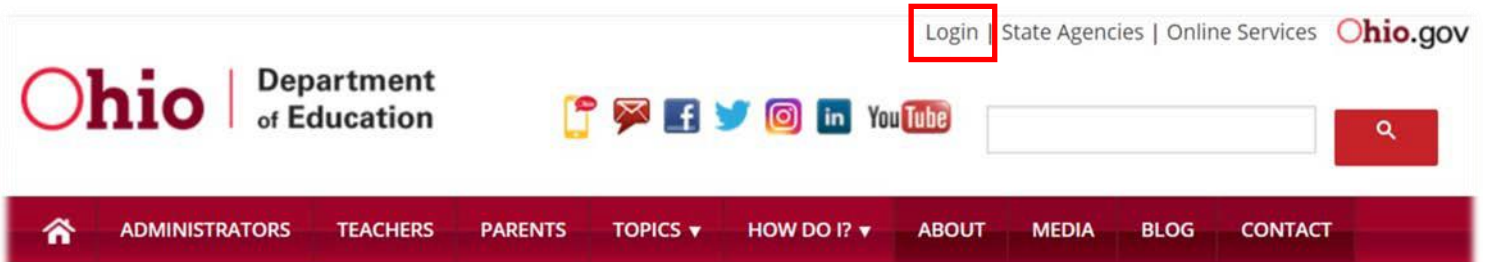 Login | State Agencies | Online Services Ohio.gov
Ohio Department
of Education
You Tube
ADMINISTRATORS TEACHERS PARENTS TOPICS ▼ HOW DO I? ▼ ABOUT MEDIA BLOG CONTACT